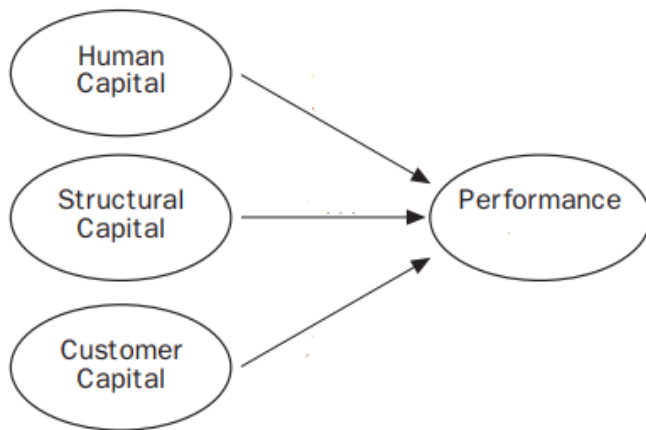 Human
Capital
Structural
Capital
Performance
Customer
Capital